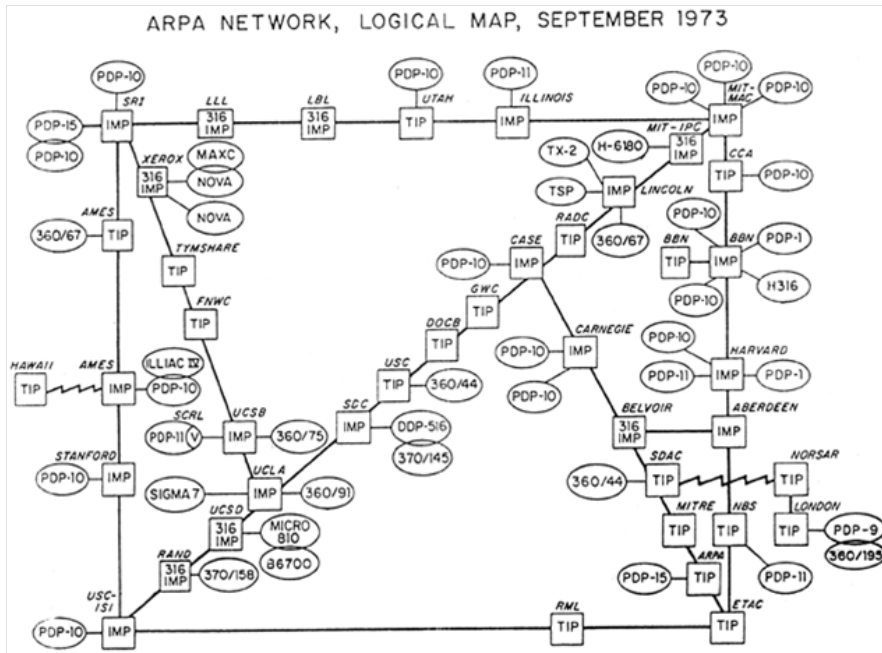 ARPA NETWORK, LOGICAL MAP, SEPTEMBER 1973
PDP-10
PDP-10
PDP-11
PDP-10
SRI
LLL
LBL
UTAH
ILLINOIS
MIT-
MAC
PDP-15
IMP
316
IMP
316
IMP
TIP
IMP
PDP-10
IMP
PDP-10
PDP-10
XEROX
MAXC
316
IMP
NOVA
NOVA
TX-2
H-6180
MIT-IPC
316
IMP
CCA
TIP
PDP-10
TSP
IMP
LINCOLN
AMES
360/67
TIP
RADC
TIP
360/67
PDP-10
BBN
TIP
BBN
IMP
PDP-1
TYMSHARE
TIP
CASE
PDP-10
IMP
PDP-10
H316
FNWC
TIP
GWC
TIP
DOCB
TIP
CARNEGIE
PDP-10
IMP
PDP-10
PDP-10
HARVARD
PDP-11
IMP
PDP-1
HAWAII
TIP
AMES
IMP
ILLIAC IV
PDP-10
USC
TIP
360/44
SCRL
PDP-11
V
UCSB
IMP
360/75
SDC
IMP
DDP-516
370/145
BELVOIR
316
IMP
ABERDEEN
IMP
STANFORD
PDP-10
IMP
UCLA
SIGMA 7
IMP
360/91
SDAC
360/44
TIP
NORSAR
TIP
UCSD
316
IMP
MICRO
810
B6700
MITRE
TIP
NBS
TIP
LONDON
TIP
PDP-9
360/195
RAND
316
IMP
370/158
ARPA
PDP-15
TIP
PDP-11
USC-
ISI
PDP-10
IMP
RML
TIP
ETAC
TIP